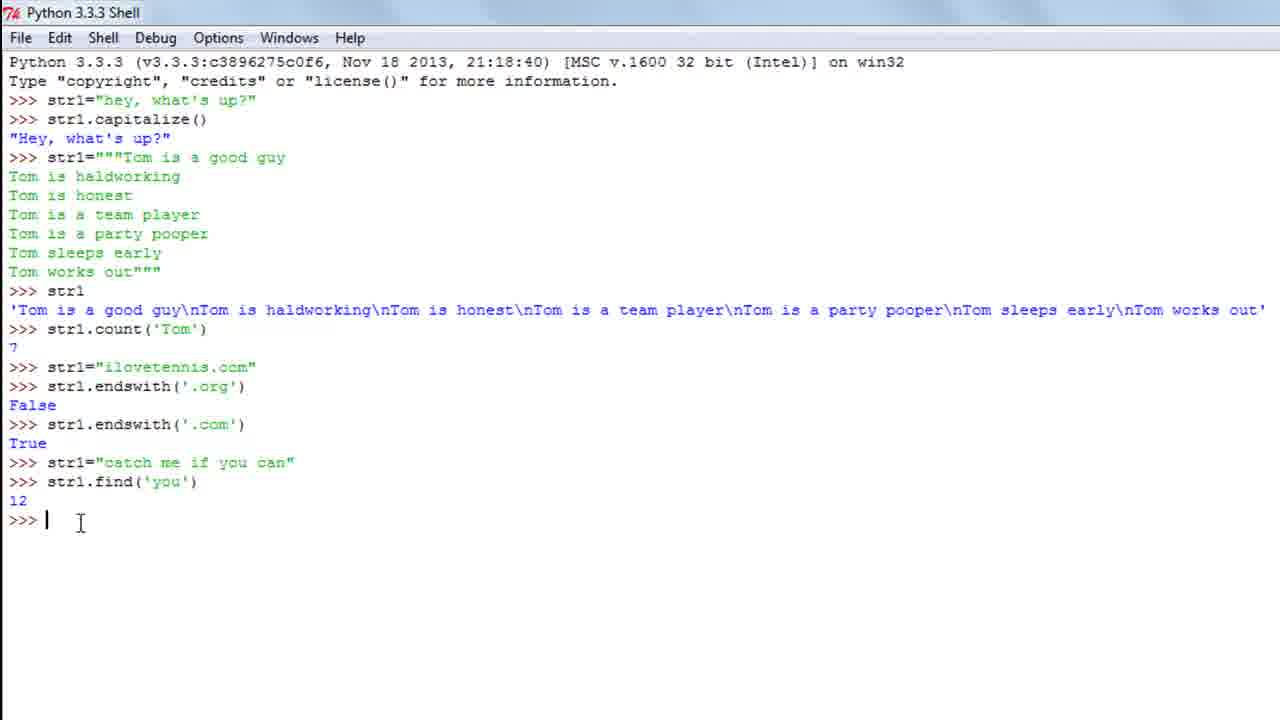 Python 3.3.3 Shell
File Edit Shell Debug Options Windows Help
Python 3.3.3 (v3.3.3:c3896275c0f6, Nov 18 2013, 21:18:40) [MSC v.1600 32 bit (Intel)] on win32
Type "copyright", "credits" or "license()" for more information.
>>> str1="hey, what's up?"
>>> str1.capitalize()
"Hey, what's up?"
>>> str1="""Tom is a good guy
Tom is haldworking
Tom is honest
Tom is a team player
Tom is a party pooper
Tom sleeps early
Tom works out"""
>>> str1
'Tom is a good guy\nTom is haldworking\nTom is honest\nTom is a team player\nTom is a party pooper\nTom sleeps early\nTom works out'
>>> str1.count('Tom')
7
>>> str1="ilovetennis.com"
>>> str1.endswith('.org')
False
>>> str1.endswith('.com')
True
>>> str1="catch me if you can"
>>> str1.find('you')
12
>>>